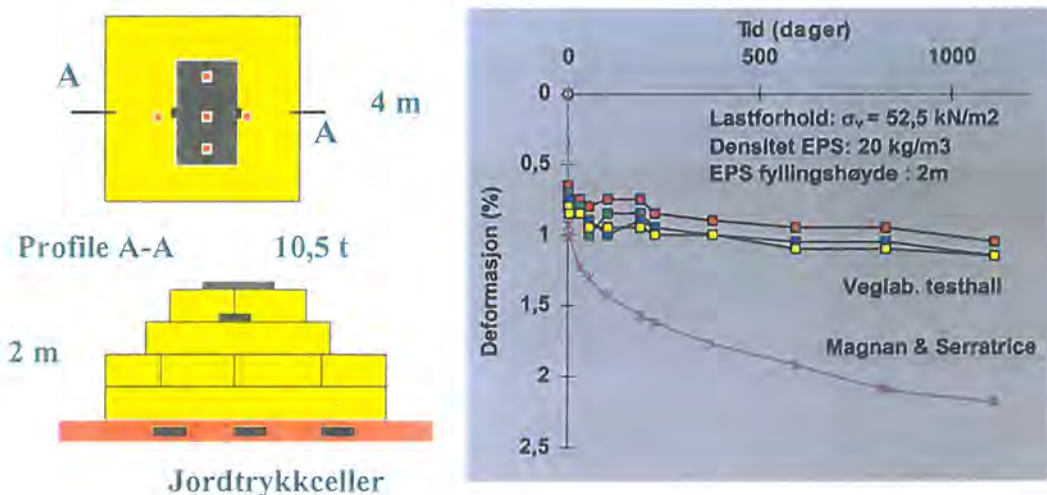 A
4 m
A
Profile A-A
10,5 t
2 m
Jordtrykkceller
Tid (dager)
0
500
1000
0
0,5
1
1,5
2
2,5
Deformasjon (%)
Lastforhold: σv = 52,5 kN/m2
Densitet EPS: 20 kg/m3
EPS fyllingshøyde : 2m
Veglab. testhall
Magnan & Serratrice